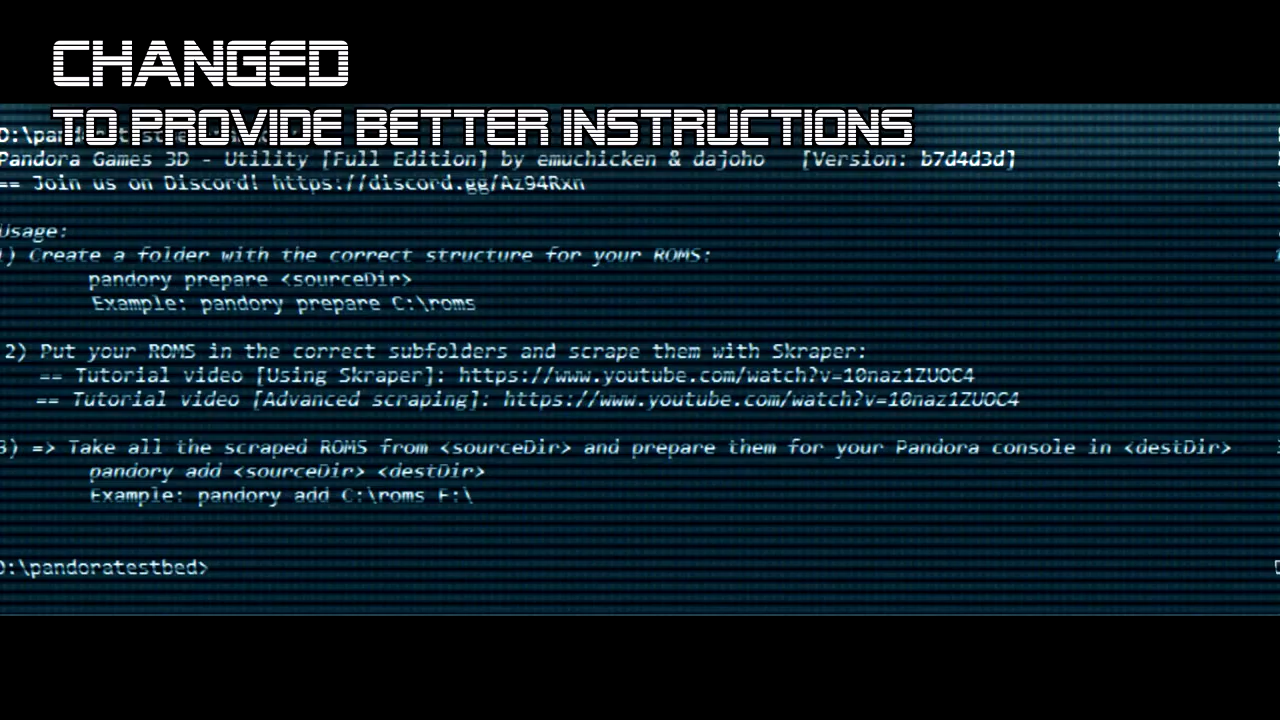 CHANGED
TO PROVIDE BETTER INSTRUCTIONS
Pandora Games 3D - Utility [Full Edition] by emuchicken & dajoho [Version: b7d4d3d]
== Join us on Discord! https://discord.gg/Az94Rxn
Usage:
1) Create a folder with the correct structure for your ROMS:
pandory prepare <sourceDir>
Example: pandory prepare C:\roms
2) Put your ROMS in the correct subfolders and scrape them with Skraper:
== Tutorial video [Using Skraper]: https://www.youtube.com/watch?v=10naz1ZUOC4
== Tutorial video [Advanced scraping]: https://www.youtube.com/watch?v=10naz1ZUOC4
3) => Take all the scraped ROMS from <sourceDir> and prepare them for your Pandora console in <destDir>
pandory add <sourceDir> <destDir>
Example: pandory add C:\roms F:\
D:\pandoratestbed>